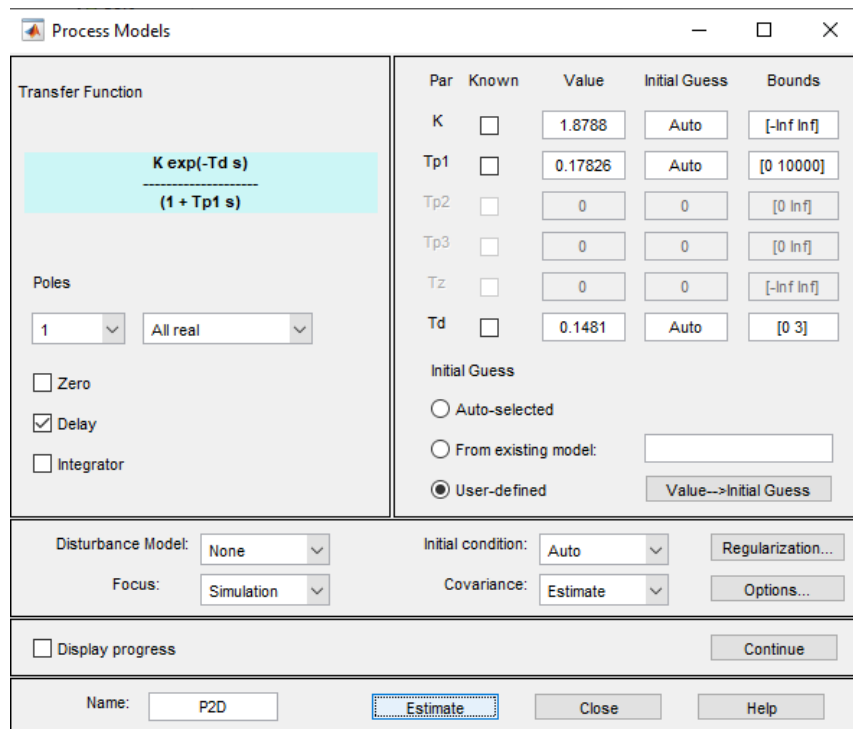 Process Models
Transfer Function
K exp(-Td s)
--------------------
(1 + Tp1 s)
Poles
1 All real
Zero
Delay
Integrator
Par Known Value Initial Guess Bounds
K 1.8788 Auto [-Inf Inf]
Tp1 0.17826 Auto [0 10000]
Tp2 0 0 [0 Inf]
Tp3 0 0 [0 Inf]
Tz 0 0 [-Inf Inf]
Td 0.1481 Auto [0 3]
Initial Guess
Auto-selected
From existing model:
User-defined Value-->Initial Guess
Disturbance Model: None Initial condition: Auto Regularization...
Focus: Simulation Covariance: Estimate Options...
Display progress Continue
Name: P2D Estimate Close Help